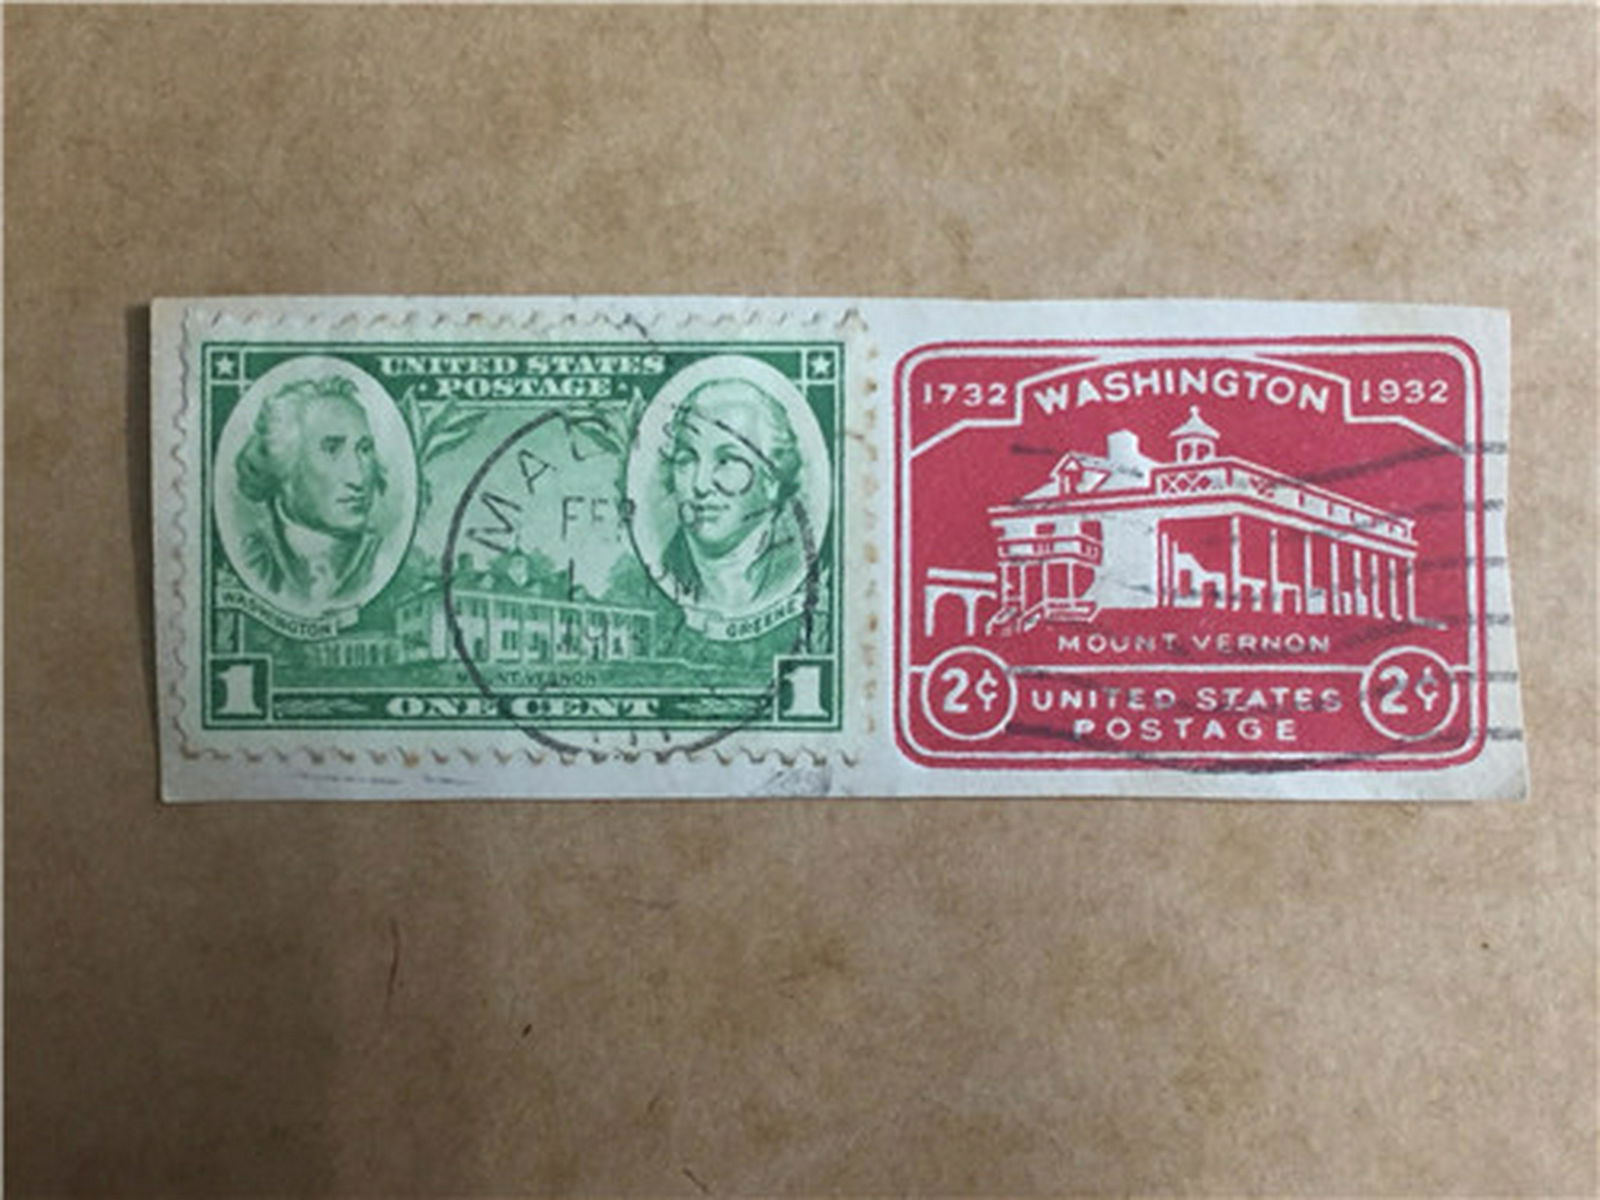 UNITED STATES
POSTAGE
WASHINGTON
GREENE
MOUNT VERNON
1
ONE CENT
1
FEB
1732
WASHINGTON
1932
MOUNT VERNON
2¢
UNITED STATES
POSTAGE
2¢